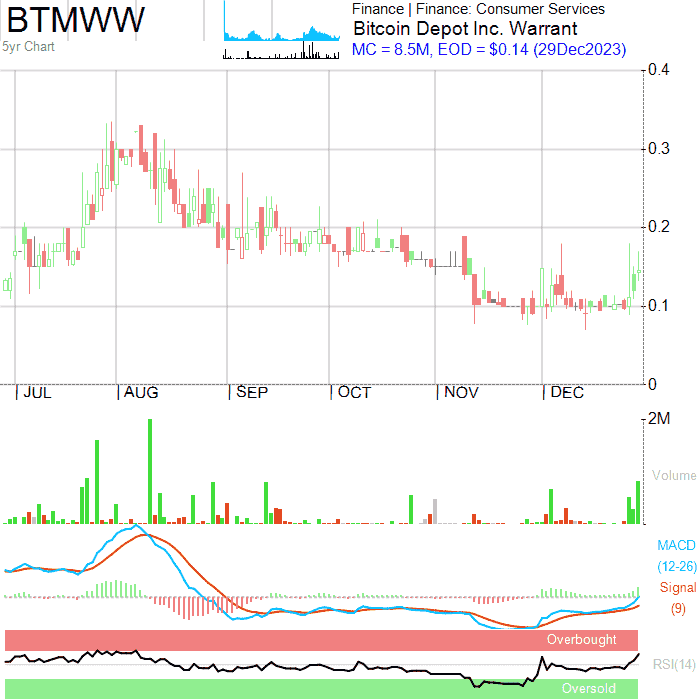 BTMWW
5yr Chart
Finance | Finance: Consumer Services
Bitcoin Depot Inc. Warrant
MC = 8.5M, EOD = $0.14 (29Dec2023)
0.4
0.3
0.2
0.1
0
JUL AUG SEP OCT NOV DEC
2M
Volume
MACD
(12-26)
Signal
(9)
Overbought
RSI(14)
Oversold